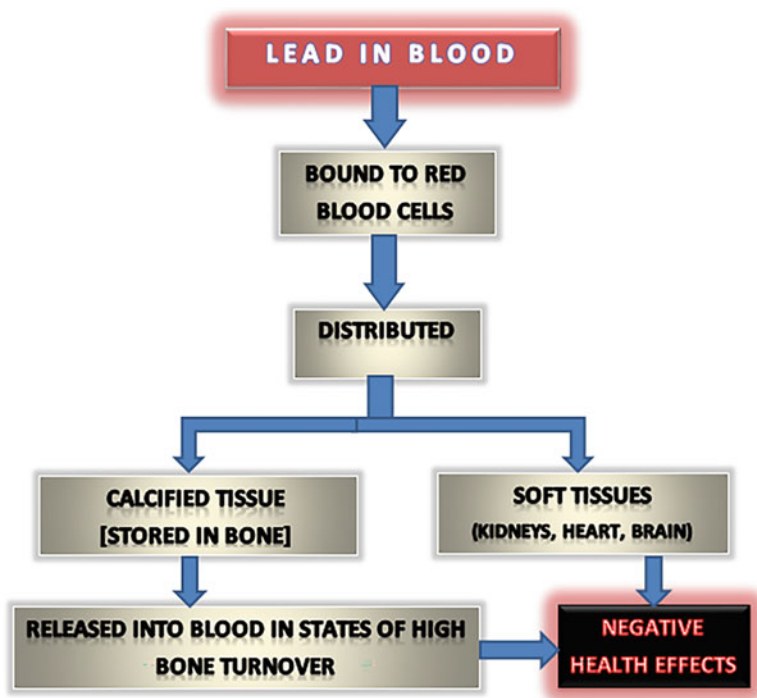 LEAD IN BLOOD
BOUND TO RED
BLOOD CELLS
DISTRIBUTED
CALCIFIED TISSUE
[STORED IN BONE]
SOFT TISSUES
(KIDNEYS, HEART, BRAIN)
RELEASED INTO BLOOD IN STATES OF HIGH
BONE TURNOVER
NEGATIVE
HEALTH EFFECTS